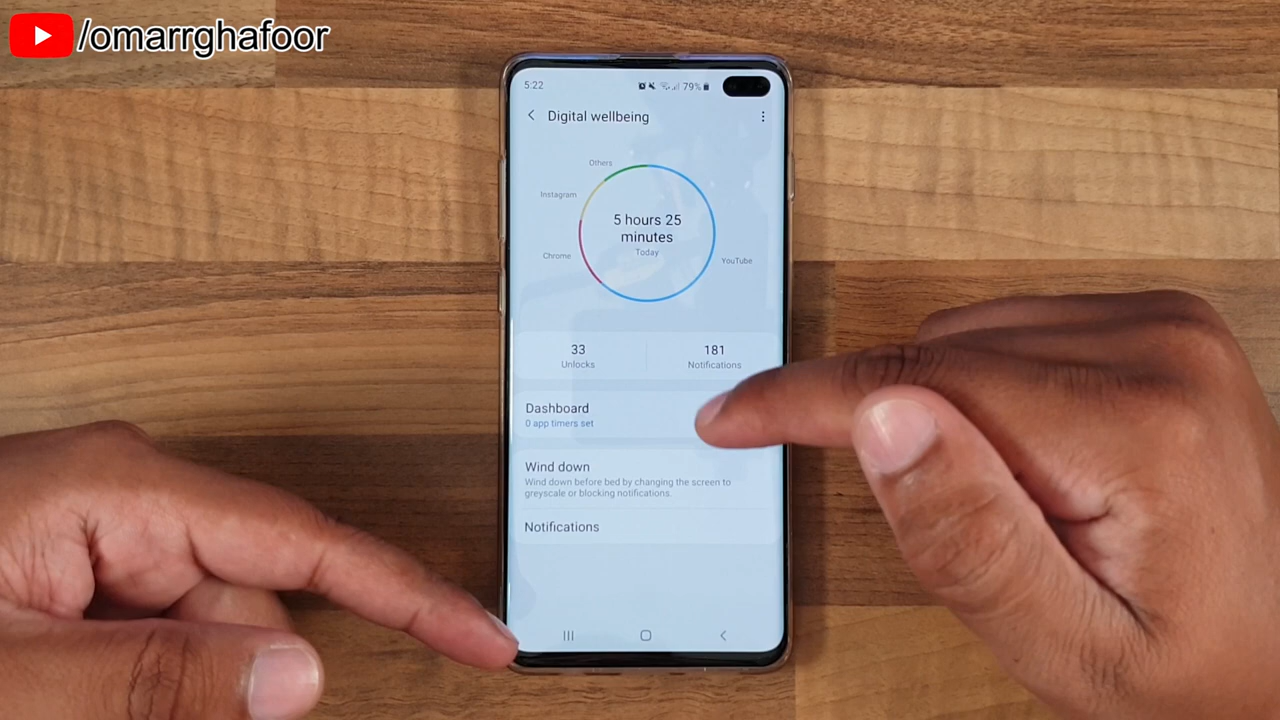 /omarrghafoor
5:22
79%
Digital wellbeing
Others
Instagram
5 hours 25
minutes
Today
Chrome
YouTube
33
Unlocks
181
Notifications
Dashboard
0 app timers set
Wind down
Wind down before bed by changing the screen to
greyscale or blocking notifications.
Notifications